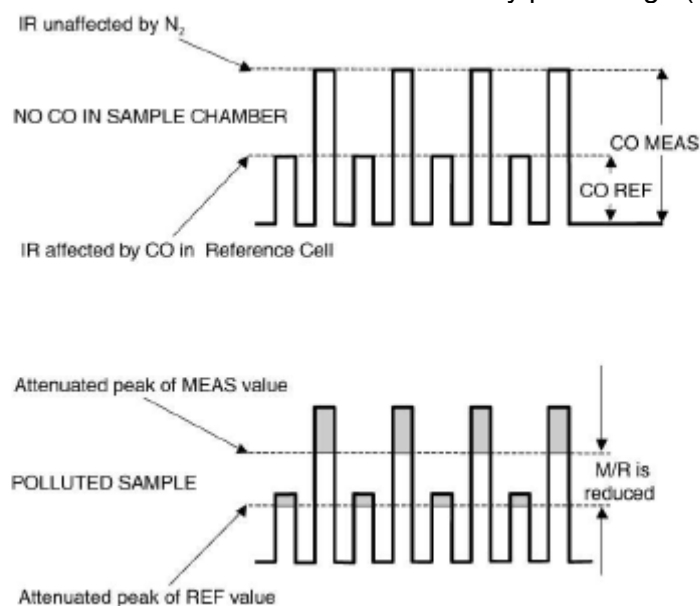 IR unaffected by N2
NO CO IN SAMPLE CHAMBER
CO MEAS
CO REF
IR affected by CO in Reference Cell
Attenuated peak of MEAS value
POLLUTED SAMPLE
M/R is
reduced
Attenuated peak of REF value